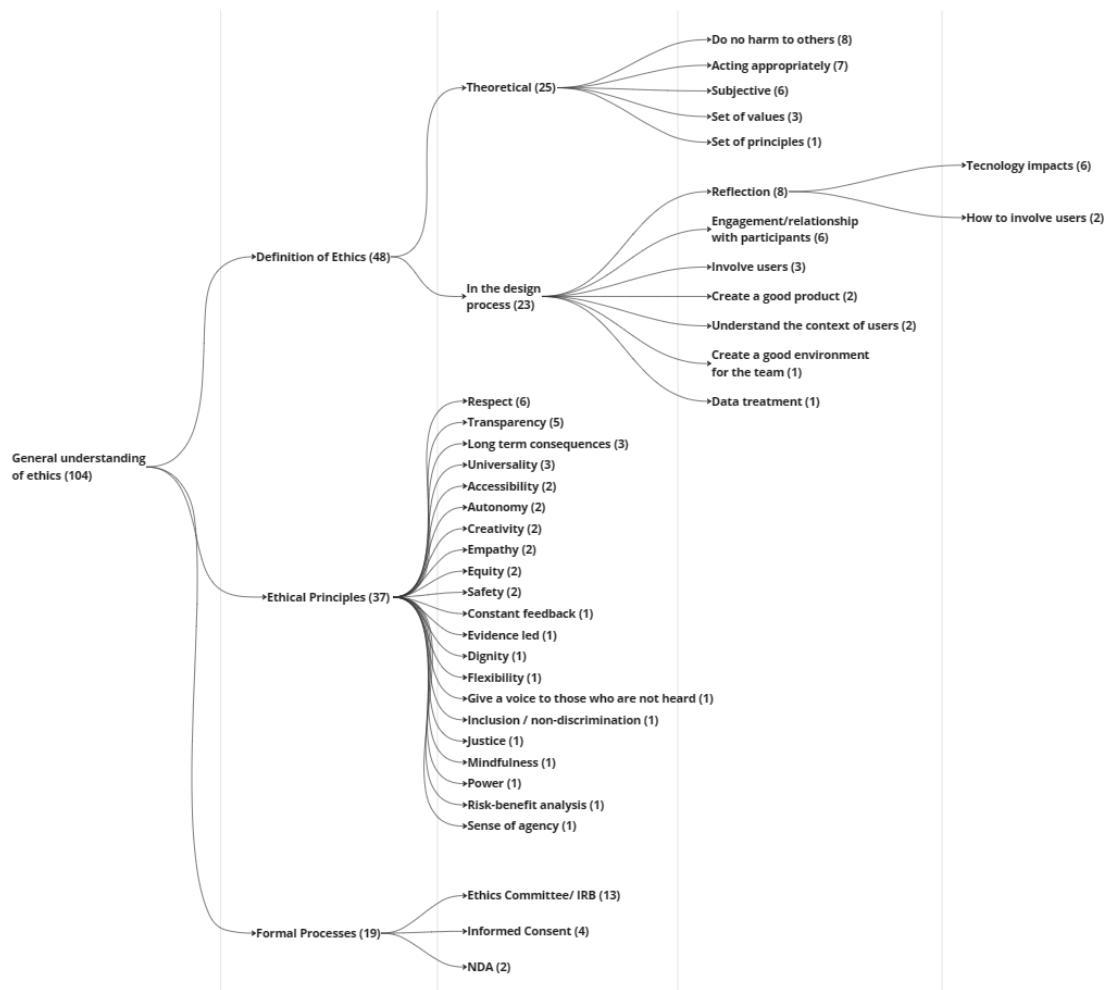 General understanding
of ethics (104)
Definition of Ethics (48)
Theoretical (25)
Do no harm to others (8)
Acting appropriately (7)
Subjective (6)
Set of values (3)
Set of principles (1)
In the design
process (23)
Reflection (8)
Tecnology impacts (6)
How to involve users (2)
Engagement/relationship
with participants (6)
Involve users (3)
Create a good product (2)
Understand the context of users (2)
Create a good environment
for the team (1)
Data treatment (1)
Ethical Principles (37)
Respect (6)
Transparency (5)
Long term consequences (3)
Universality (3)
Accessibility (2)
Autonomy (2)
Creativity (2)
Empathy (2)
Equity (2)
Safety (2)
Constant feedback (1)
Evidence led (1)
Dignity (1)
Flexibility (1)
Give a voice to those who are not heard (1)
Inclusion / non-discrimination (1)
Justice (1)
Mindfulness (1)
Power (1)
Risk-benefit analysis (1)
Sense of agency (1)
Formal Processes (19)
Ethics Committee/ IRB (13)
Informed Consent (4)
NDA (2)